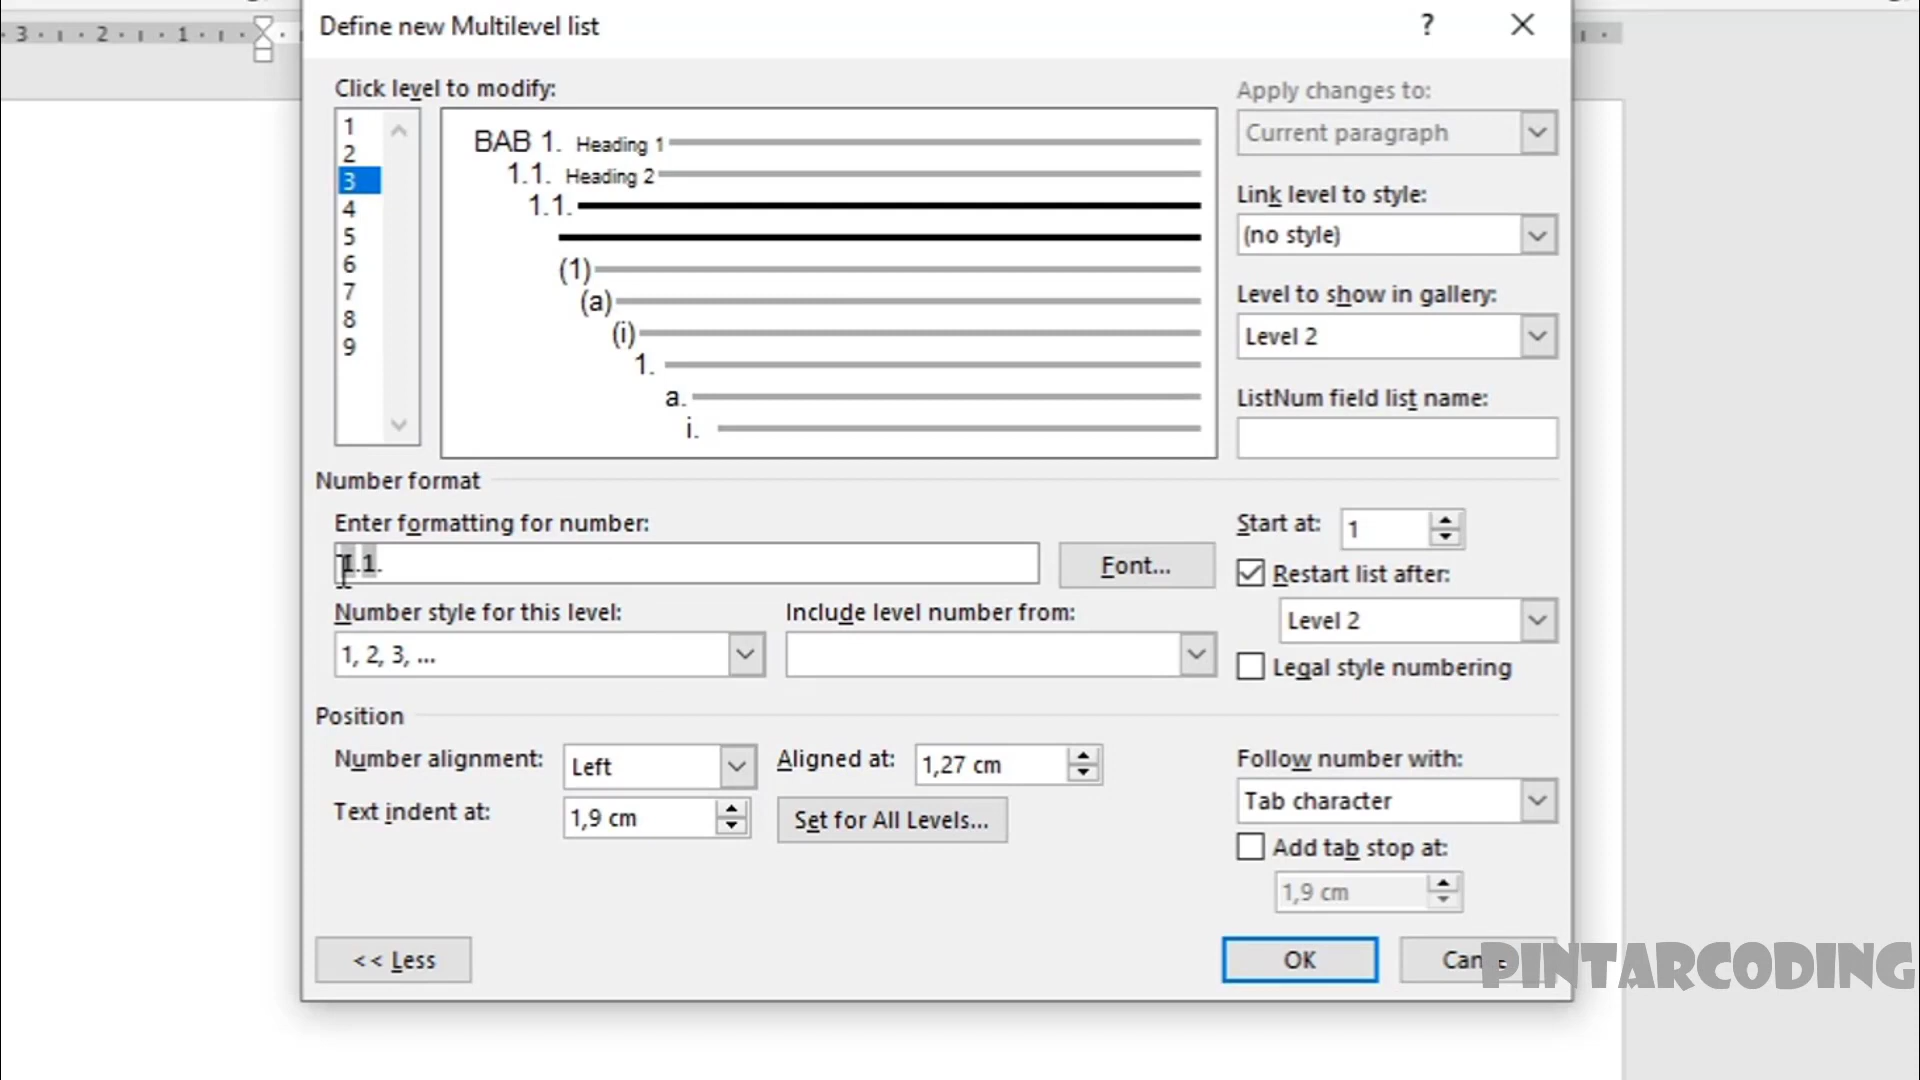 3 2 1
Define new Multilevel list ? X
Click level to modify:
1
2
3
4
5
6
7
8
9
BAB 1. Heading 1
1.1. Heading 2
1.1.
(1)
(a)
(i)
1.
a.
i.
Apply changes to:
Current paragraph
Link level to style:
(no style)
Level to show in gallery:
Level 2
ListNum field list name:
Number format
Enter formatting for number:
1.1.
Font...
Start at: 1
Restart list after:
Level 2
Legal style numbering
Number style for this level:
1, 2, 3, ...
Include level number from:
Position
Number alignment: Left
Aligned at: 1,27 cm
Text indent at: 1,9 cm
Set for All Levels...
Follow number with:
Tab character
Add tab stop at:
1,9 cm
<< Less
OK
PINTARCODING